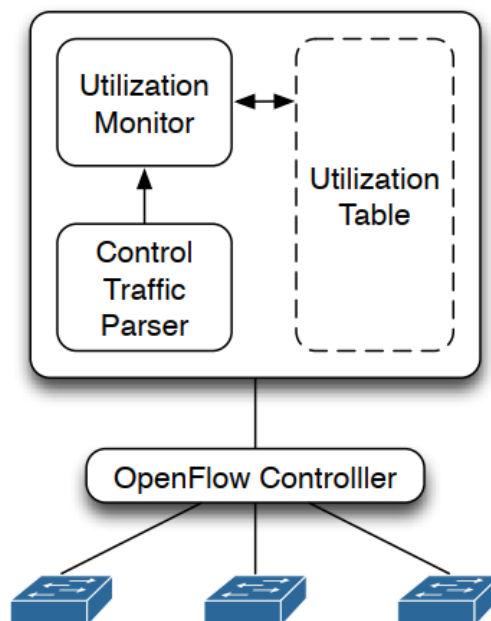 Utilization
Monitor
Utilization
Table
Control
Traffic
Parser
OpenFlow Controlller